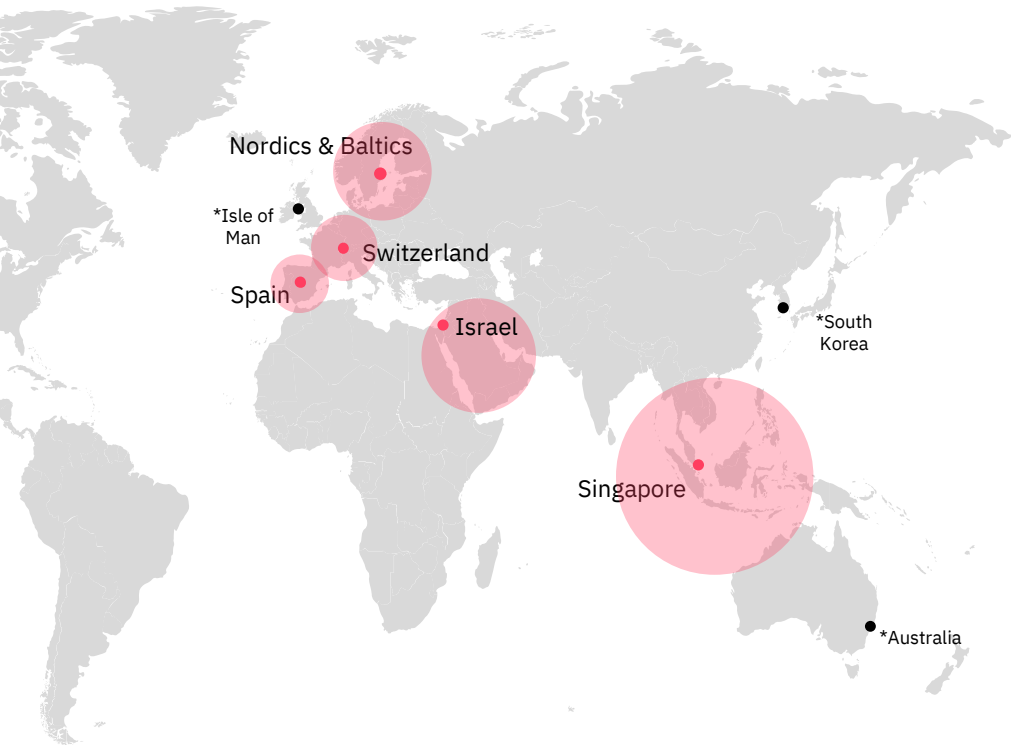 Nordics & Baltics
*Isle of
Man
Switzerland
Spain
Israel
*South
Korea
Singapore
*Australia